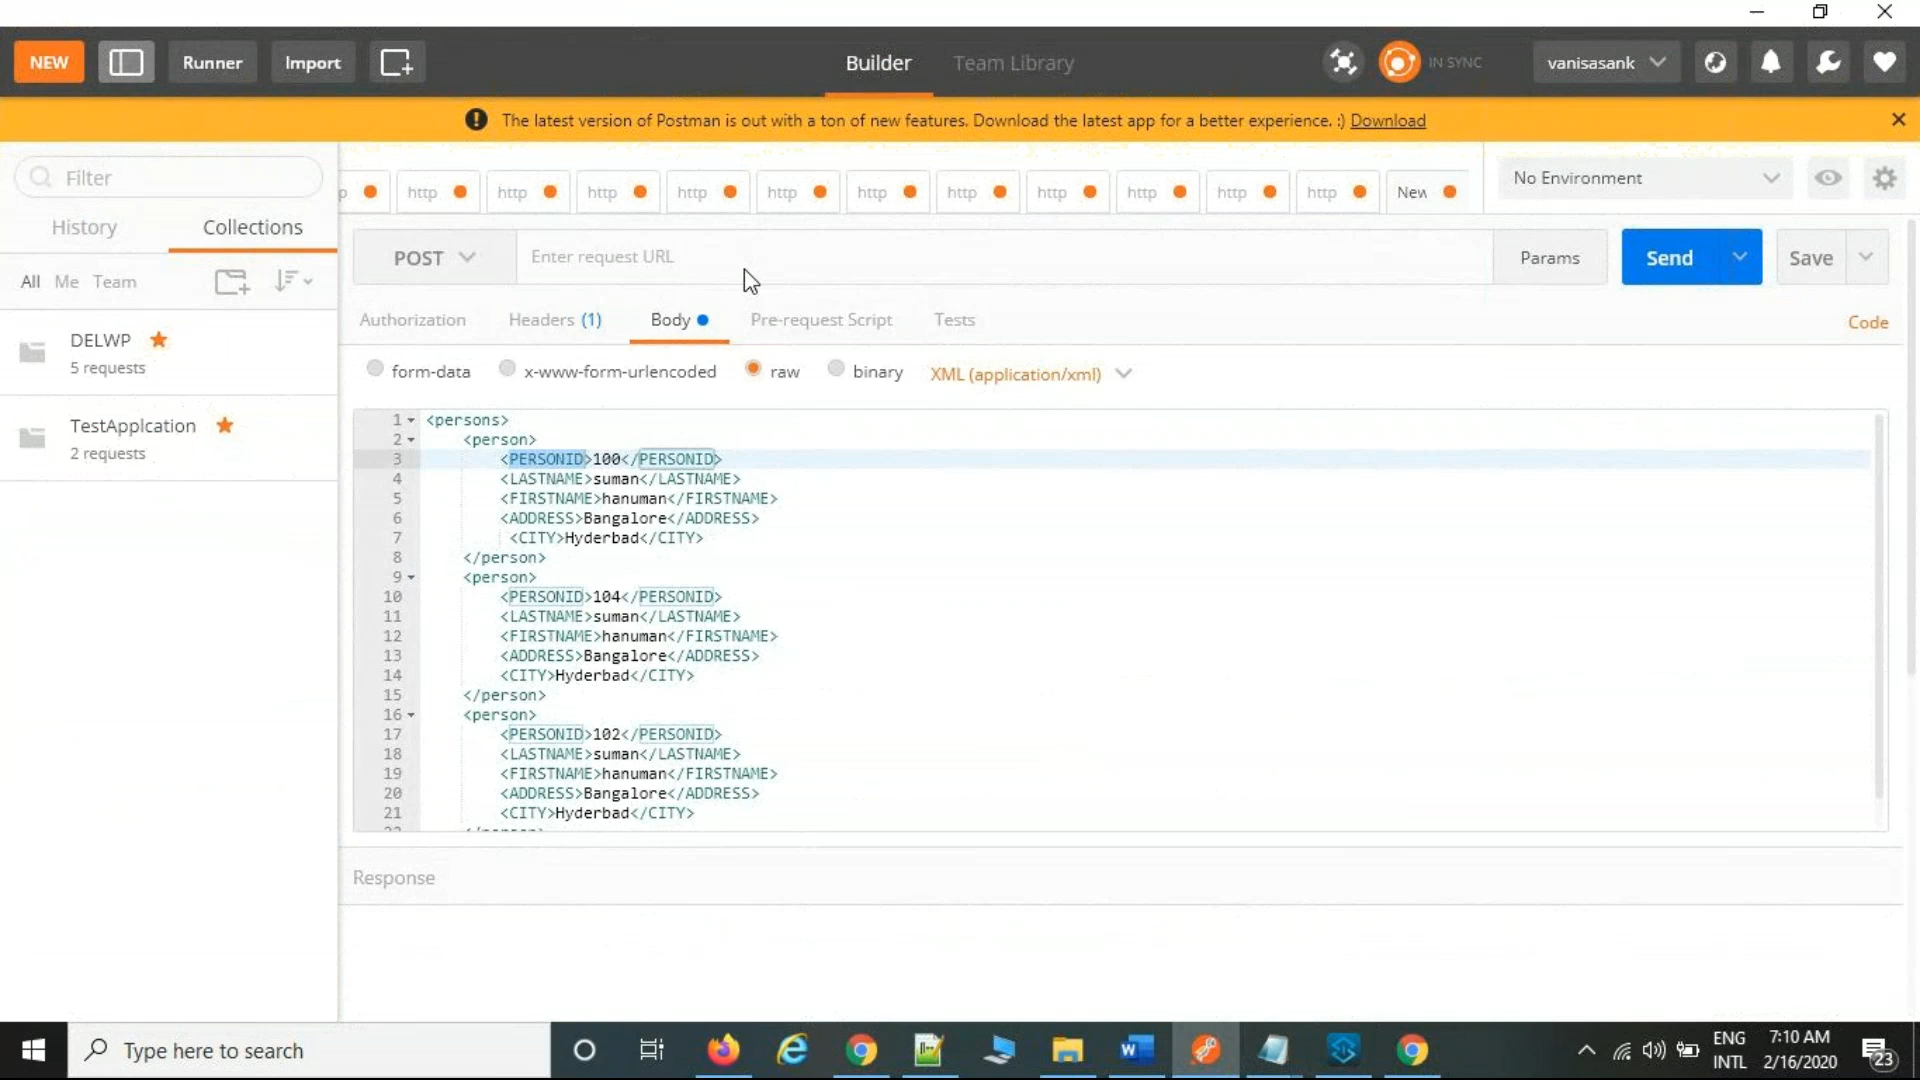 NEW Runner Import Builder Team Library IN SYNC vanisasank
The latest version of Postman is out with a ton of new features. Download the latest app for a better experience. :) Download
Filter
p http http http http http http http http http http http New No Environment
History Collections
POST Enter request URL Params Send Save
All Me Team
Authorization Headers (1) Body Pre-request Script Tests Code
DELWP
5 requests
form-data x-www-form-urlencoded raw binary XML (application/xml)
TestApplcation
2 requests
1 <persons>
2 <person>
3 <PERSONID>100</PERSONID>
4 <LASTNAME>suman</LASTNAME>
5 <FIRSTNAME>hanuman</FIRSTNAME>
6 <ADDRESS>Bangalore</ADDRESS>
7 <CITY>Hyderbad</CITY>
8 </person>
9 <person>
10 <PERSONID>104</PERSONID>
11 <LASTNAME>suman</LASTNAME>
12 <FIRSTNAME>hanuman</FIRSTNAME>
13 <ADDRESS>Bangalore</ADDRESS>
14 <CITY>Hyderbad</CITY>
15 </person>
16 <person>
17 <PERSONID>102</PERSONID>
18 <LASTNAME>suman</LASTNAME>
19 <FIRSTNAME>hanuman</FIRSTNAME>
20 <ADDRESS>Bangalore</ADDRESS>
21 <CITY>Hyderbad</CITY>
Response
Type here to search
ENG
INTL
7:10 AM
2/16/2020
23